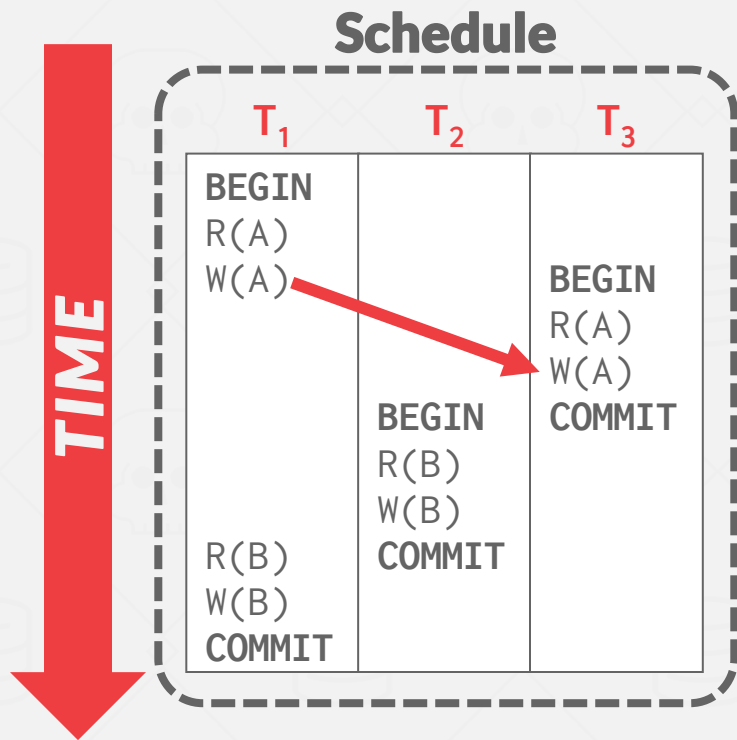 Schedule
TIME
T₁ T₂ T₃
BEGIN
R(A)
W(A) BEGIN
R(A)
W(A)
BEGIN COMMIT
R(B)
W(B)
R(B) COMMIT
W(B)
COMMIT